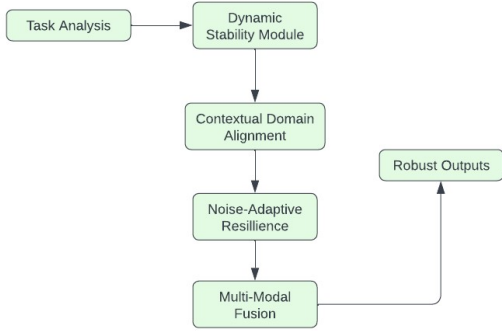 Task Analysis
Dynamic
Stability Module
Contextual Domain
Alignment
Noise-Adaptive
Resillience
Multi-Modal
Fusion
Robust Outputs